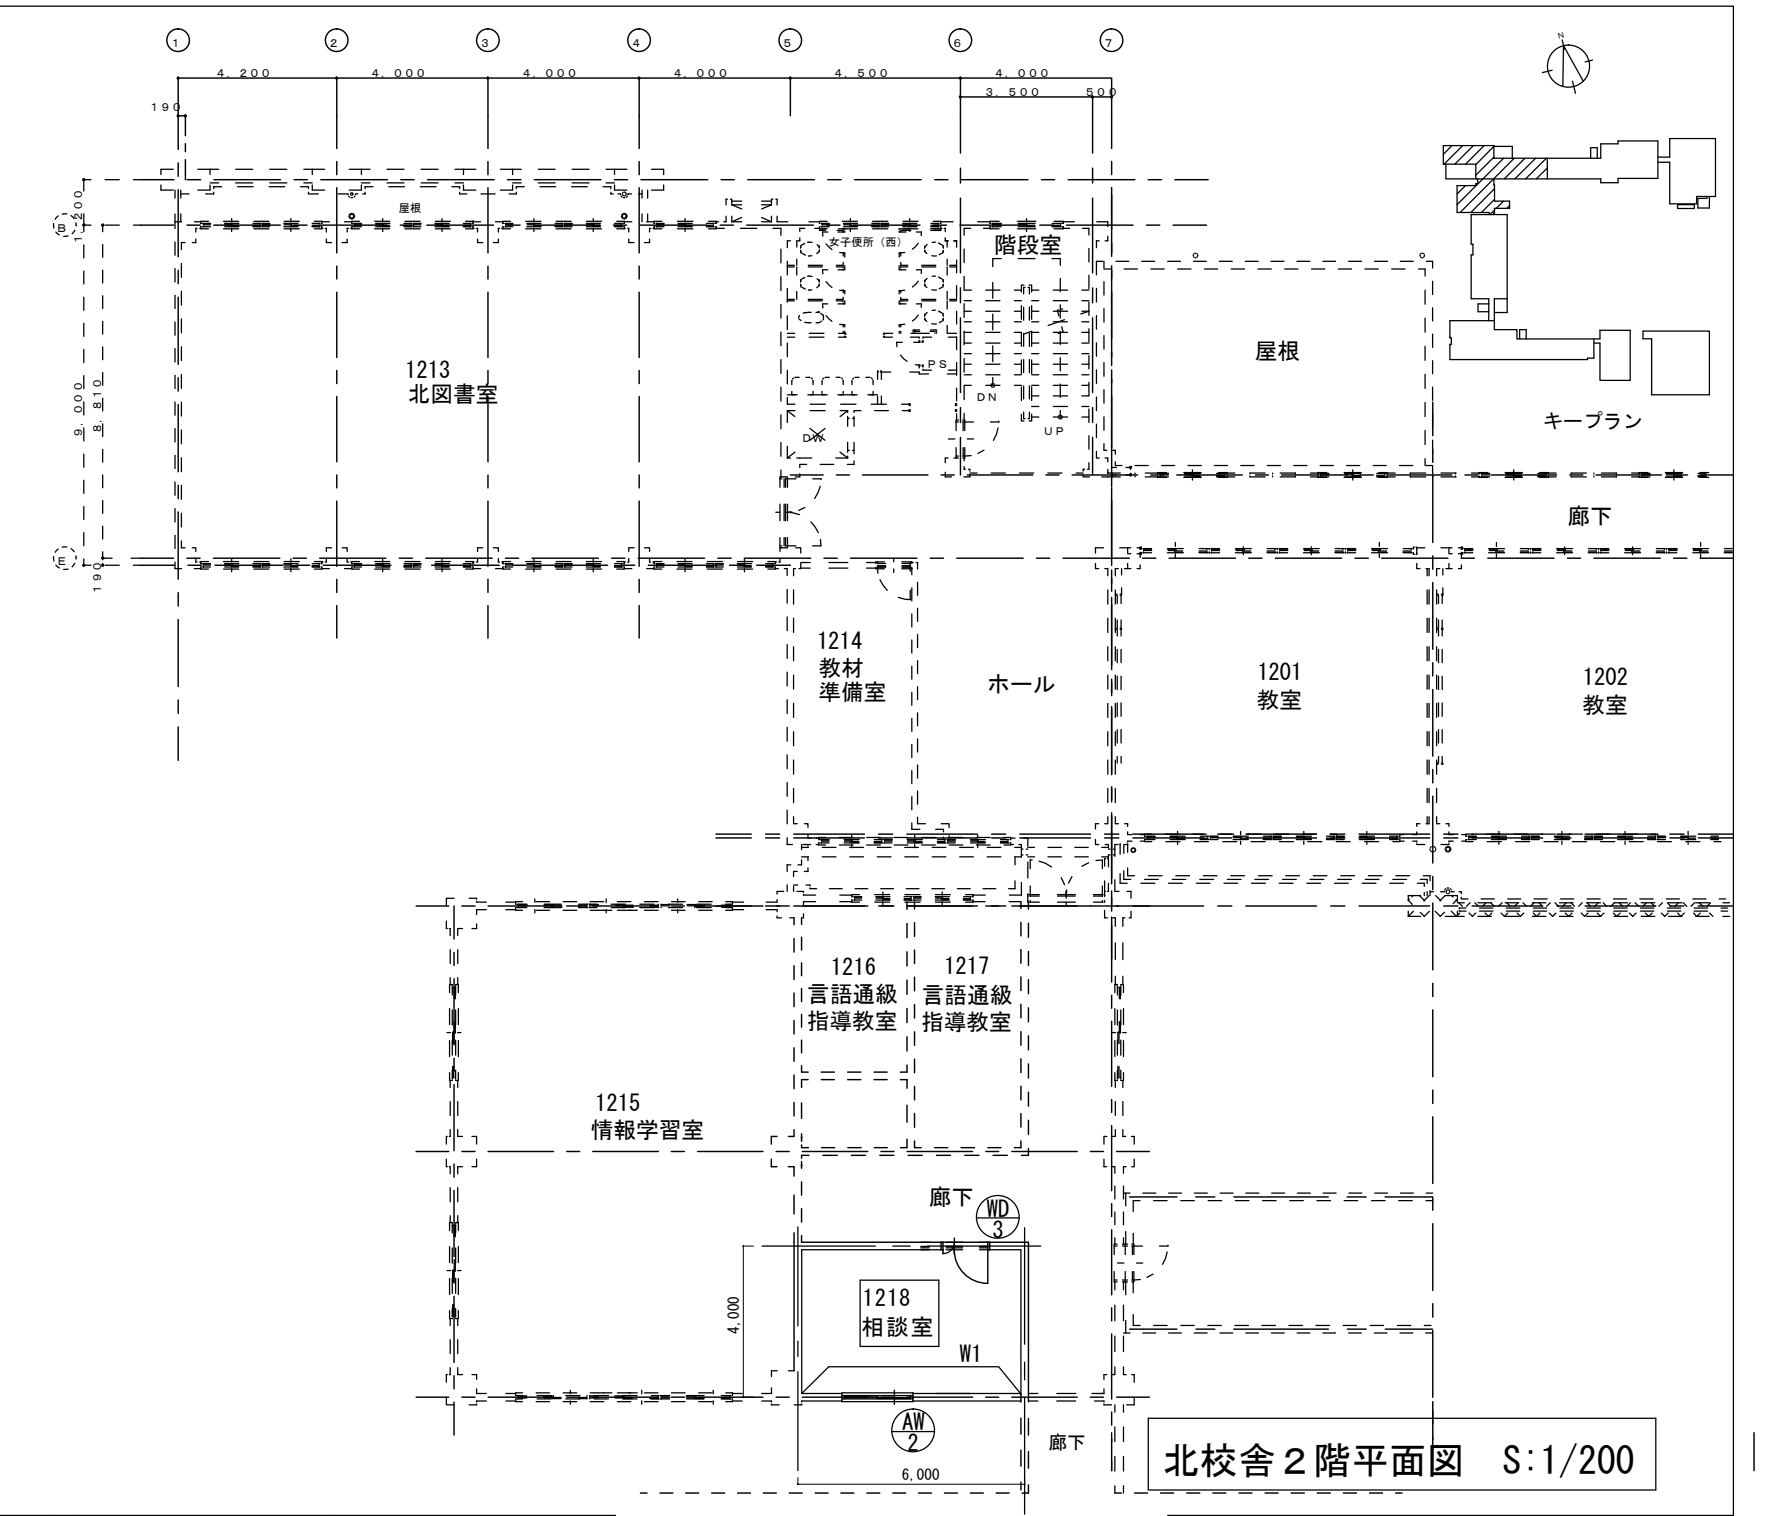 1 2 3 4 5 6 7
4,200 4,000 4,000 4,000 4,500 4,000
3,500 500
190
N
1,200
屋根
B
女子便所（西）
階段室
屋根
1213
北図書室
PS
9,000
8,810
DN
UP
DW
キープラン
廊下
E
190
1214
教材
準備室
ホール
1201
教室
1202
教室
1216
言語通級
指導教室
1217
言語通級
指導教室
1215
情報学習室
廊下
WD
3
4,000
1218
相談室
W1
AW
2
廊下
6,000
北校舎２階平面図 S:1/200